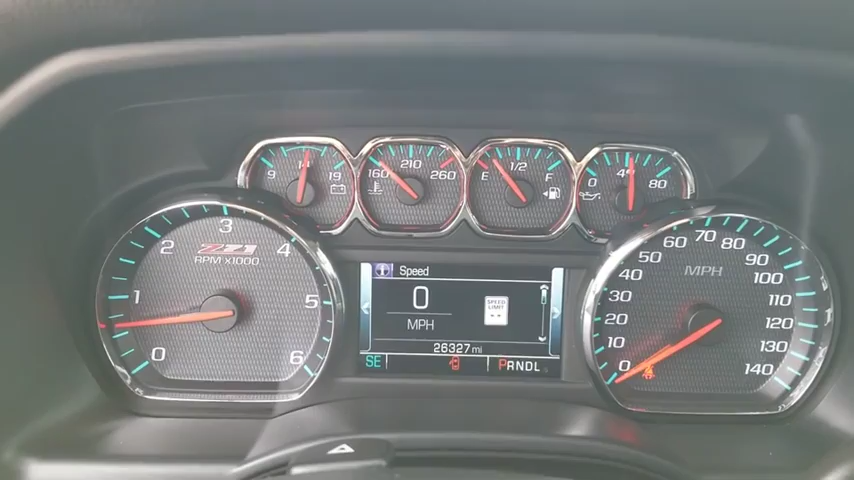 9 14 19
160 210 260
E 1/2 F
0 40 80
Z71
RPM X1000
0 1 2 3 4 5 6
Speed
0
MPH
SPEED
LIMIT
--
26327 mi
SE
PRNDL
MPH
0 10 20 30 40 50 60 70 80 90 100 110 120 130 140